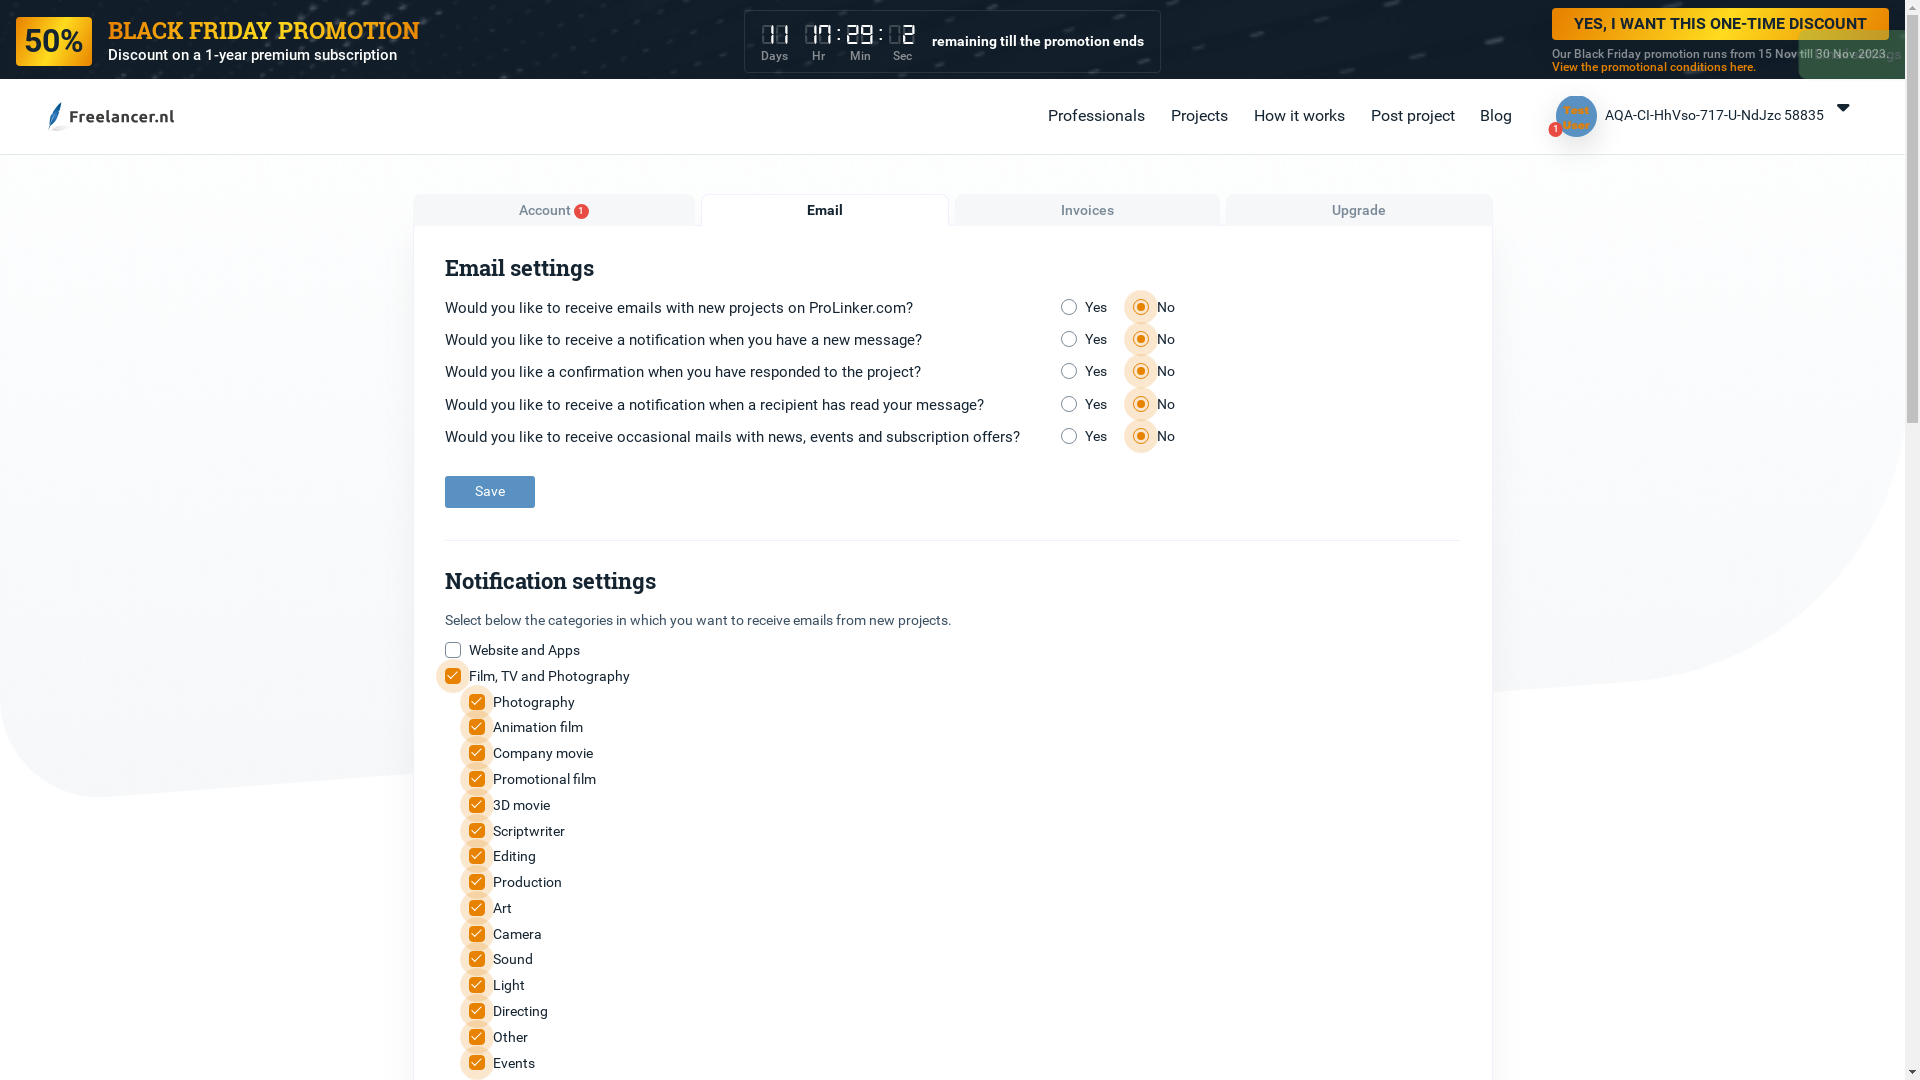 50%
BLACK FRIDAY PROMOTION
Discount on a 1-year premium subscription
11 17 : 29 : 2
Days Hr Min Sec
remaining till the promotion ends
YES, I WANT THIS ONE-TIME DISCOUNT
Our Black Friday promotion runs from 15 Nov till 30 Nov 2023.
View the promotional conditions here.
Freelancer.nl
Professionals
Projects
How it works
Post project
Blog
Test User
1
AQA-CI-HhVso-717-U-NdJzc 58835
Account 1
Email
Invoices
Upgrade
Email settings
Would you like to receive emails with new projects on ProLinker.com? Yes No
Would you like to receive a notification when you have a new message? Yes No
Would you like a confirmation when you have responded to the project? Yes No
Would you like to receive a notification when a recipient has read your message? Yes No
Would you like to receive occasional mails with news, events and subscription offers? Yes No
Save
Notification settings
Select below the categories in which you want to receive emails from new projects.
Website and Apps
Film, TV and Photography
Photography
Animation film
Company movie
Promotional film
3D movie
Scriptwriter
Editing
Production
Art
Camera
Sound
Light
Directing
Other
Events